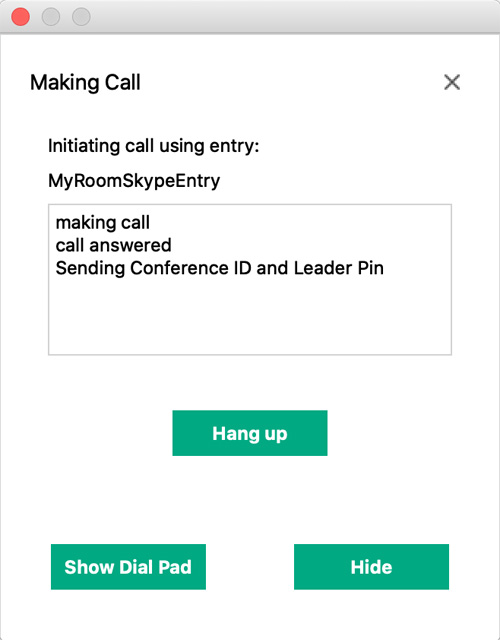 Making Call
Initiating call using entry:
MyRoomSkypeEntry
making call
call answered
Sending Conference ID and Leader Pin
Hang up
Show Dial Pad
Hide